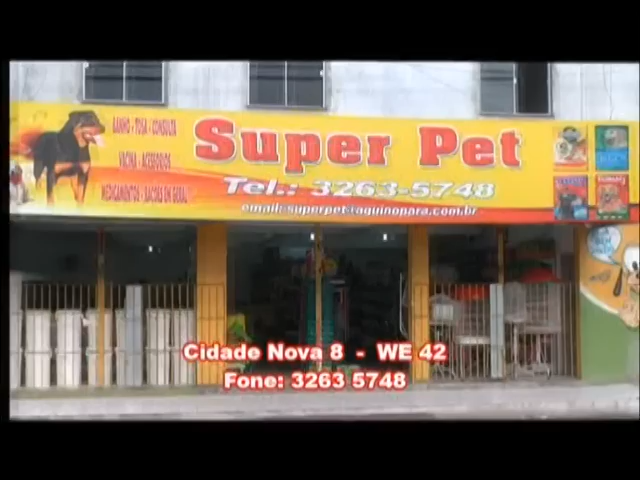 BANHO - TOSA - CONSULTA
VACINA - ACESSÓRIOS
MEDICAMENTOS - RAÇÕES EM GERAL
Super Pet
Tel.: 3263-5748
email:superpet@aquinopara.com.br
Cidade Nova 8 - WE 42
Fone: 3263 5748